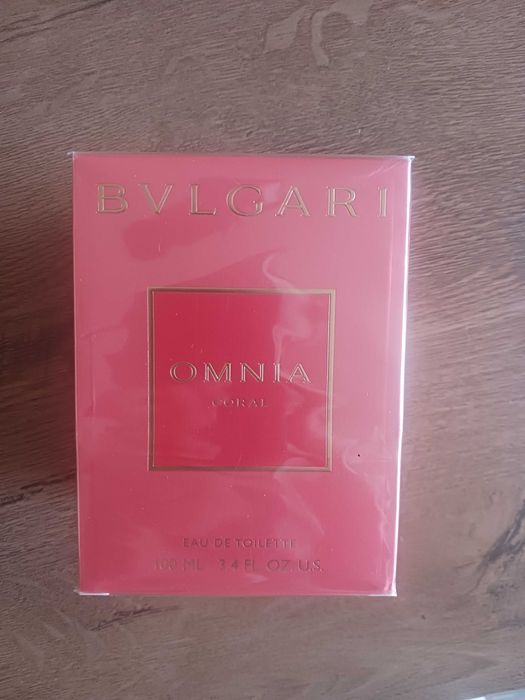 BVLGARI
OMNIA
CORAL
EAU DE TOILETTE
100 ML 3.4 FL. OZ. U.S.